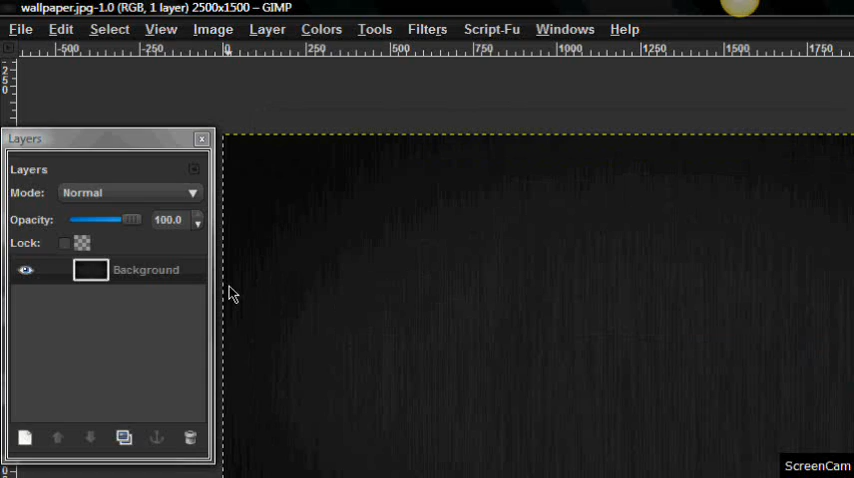 wallpaper.jpg-1.0 (RGB, 1 layer) 2500x1500 – GIMP
File Edit Select View Image Layer Colors Tools Filters Script-Fu Windows Help
-500 -250 0 250 500 750 1000 1250 1500 1750
250
Layers
Layers
Mode: Normal
Opacity: 100.0
Lock:
Background
0
ScreenCam